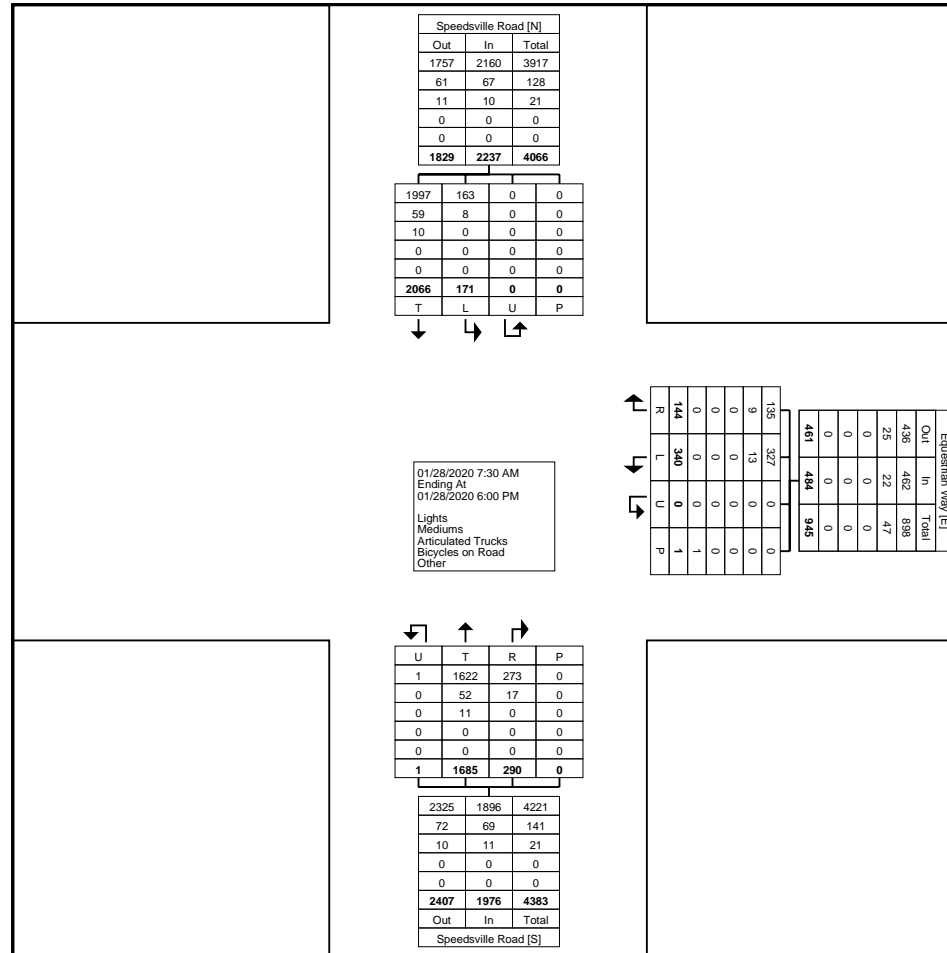 Speedsville Road [N]
Out In Total
1757 2160 3917
61 67 128
11 10 21
0 0 0
0 0 0
1829 2237 4066
1997 163 0 0
59 8 0 0
10 0 0 0
0 0 0 0
0 0 0 0
2066 171 0 0
T L U P
Equestrian Way [E]
Out In Total
436 462 898
25 22 47
0 0 0
0 0 0
0 0 0
461 484 945
135 327 0 0
9 13 0 0
0 0 0 0
0 0 0 0
0 0 0 1
144 340 0 1
R L U P
01/28/2020 7:30 AM
Ending At
01/28/2020 6:00 PM
Lights
Mediums
Articulated Trucks
Bicycles on Road
Other
U T R P
1 1622 273 0
0 52 17 0
0 11 0 0
0 0 0 0
0 0 0 0
1 1685 290 0
2325 1896 4221
72 69 141
10 11 21
0 0 0
0 0 0
2407 1976 4383
Out In Total
Speedsville Road [S]